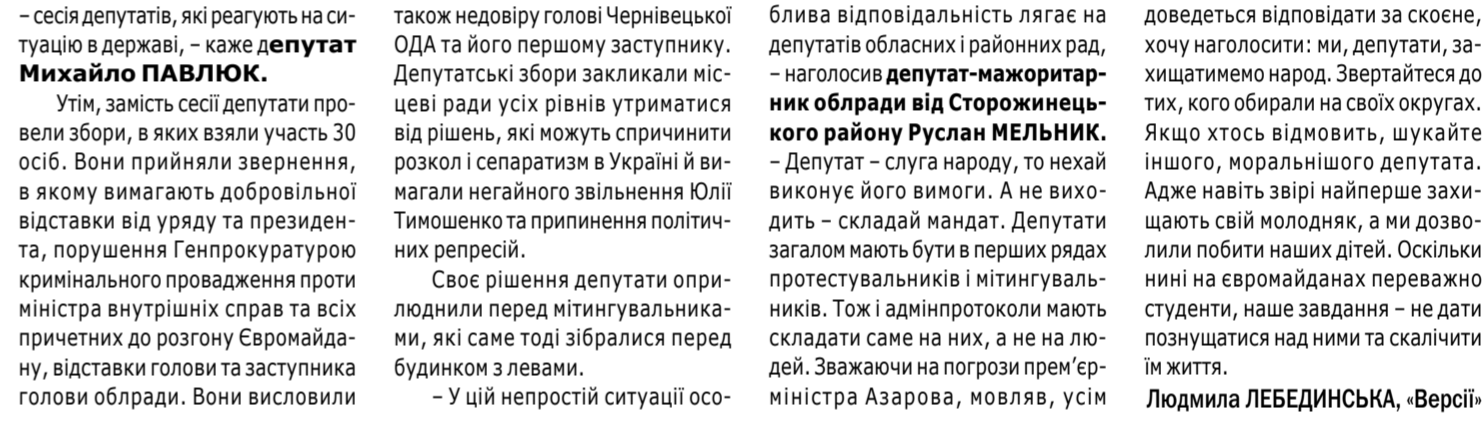 – сесія депутатів, які реагують на си-
туацію в державі, – каже депутат
Михайло ПАВЛЮК.
Утім, замість сесії депутати про-
вели збори, в яких взяли участь 30
осіб. Вони прийняли звернення,
в якому вимагають добровільної
відставки від уряду та президен-
та, порушення Генпрокуратурою
кримінального провадження проти
міністра внутрішніх справ та всіх
причетних до розгону Євромайда-
ну, відставки голови та заступника
голови облради. Вони висловили
також недовіру голові Чернівецької
ОДА та його першому заступнику.
Депутатські збори закликали міс-
цеві ради усіх рівнів утриматися
від рішень, які можуть спричинити
розкол і сепаратизм в Україні й ви-
магали негайного звільнення Юлії
Тимошенко та припинення політич-
них репресій.
Своє рішення депутати опри-
люднили перед мітингувальника-
ми, які саме тоді зібралися перед
будинком з левами.
– У цій непростій ситуації осо-
блива відповідальність лягає на
депутатів обласних і районних рад,
– наголосив депутат-мажоритар-
ник облради від Сторожинець-
кого району Руслан МЕЛЬНИК.
– Депутат – слуга народу, то нехай
виконує його вимоги. А не вихо-
дить – складай мандат. Депутати
загалом мають бути в перших рядах
протестувальників і мітингуваль-
ників. Тож і адмінпротоколи мають
складати саме на них, а не на лю-
дей. Зважаючи на погрози прем’єр-
міністра Азарова, мовляв, усім
доведеться відповідати за скоєне,
хочу наголосити: ми, депутати, за-
хищатимемо народ. Звертайтеся до
тих, кого обирали на своїх округах.
Якщо хтось відмовить, шукайте
іншого, моральнішого депутата.
Адже навіть звірі найперше захи-
щають свій молодняк, а ми дозво-
лили побити наших дітей. Оскільки
нині на євромайданах переважно
студенти, наше завдання – не дати
познущатися над ними та скалічити
їм життя.
Людмила ЛЕБЕДИНСЬКА, «Версії»